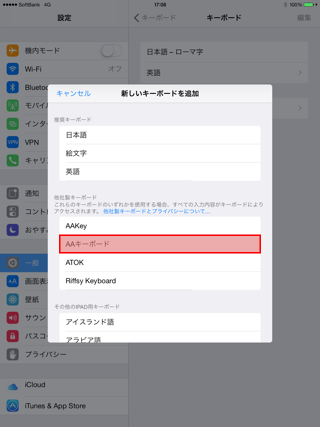 SoftBank 4G
17:08
100%
設定
キーボード
キーボード
編集
機内モード
Wi-Fi
オフ
Bluetoo
モバイル
インター
VPN
キャリア
通知
コントロ
おやすみ
一般
画面表示
壁紙
サウン
パスコー
プライバシー
iCloud
iTunes & App Store
日本語 – ローマ字
英語
キャンセル
新しいキーボードを追加
推奨キーボード
日本語
絵文字
英語
他社製キーボード
これらのキーボードのいずれかを使用する場合、すべての入力内容がキーボードにより
アクセスされます。他社製キーボードとプライバシーについて...
AAKey
AAキーボード
ATOK
Riffsy Keyboard
その他のiPAD用キーボード
アイスランド語
アラビア語